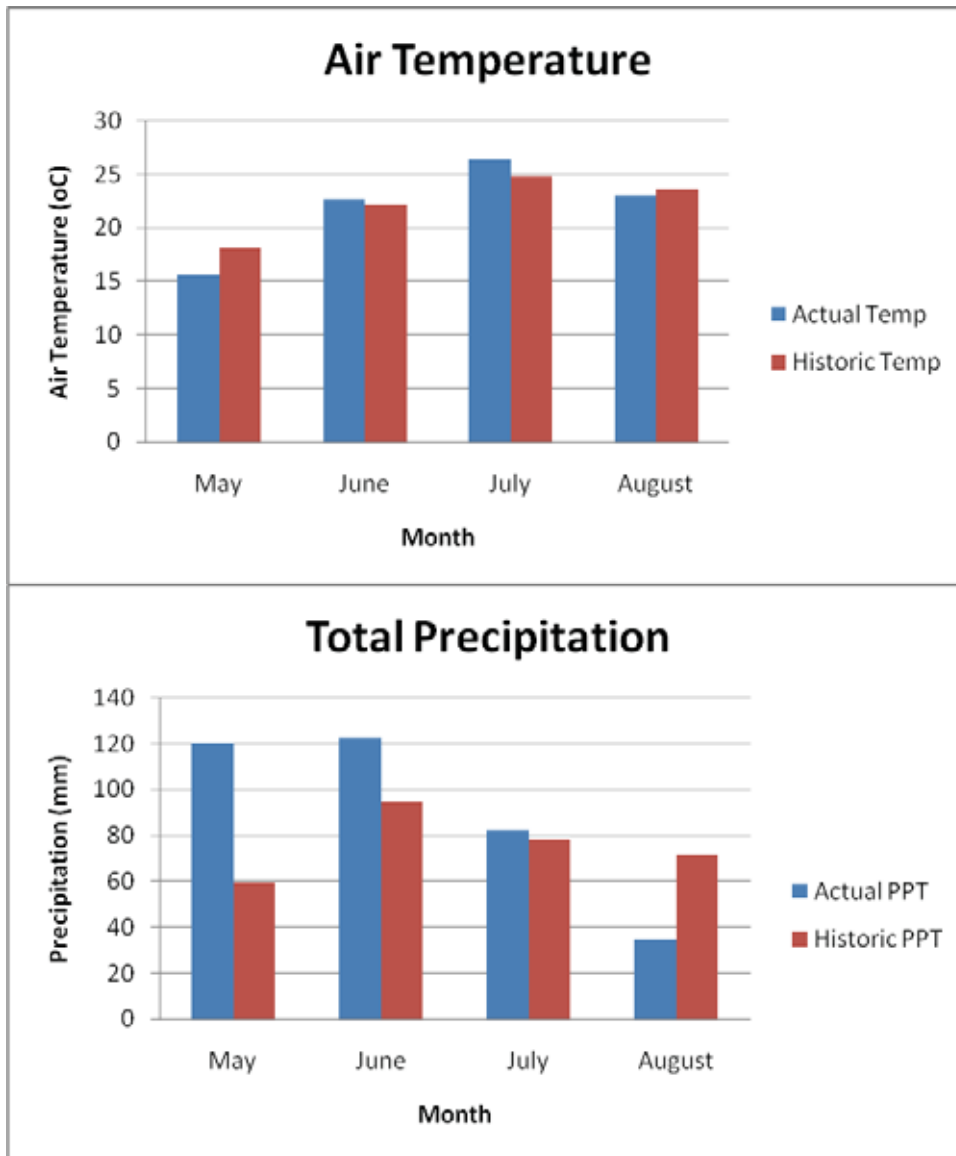 Air Temperature
30
25
20
15
10
5
0
Air Temperature (oC)
May June July August
Month
Actual Temp
Historic Temp
Total Precipitation
140
120
100
80
60
40
20
0
Precipitation (mm)
May June July August
Month
Actual PPT
Historic PPT